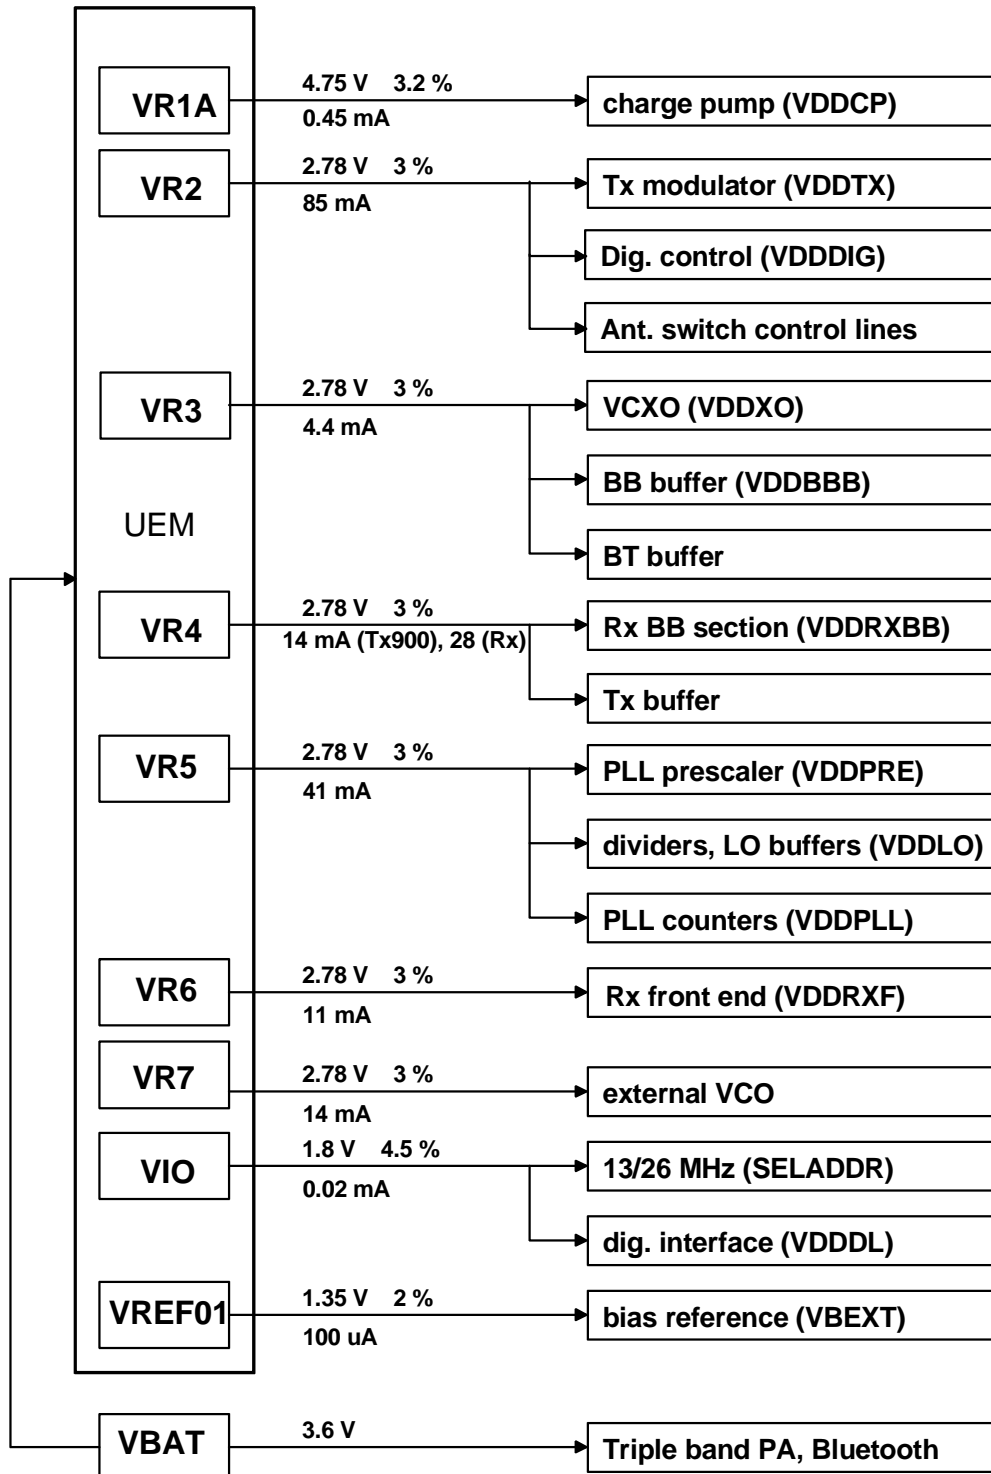 4.75 V 3.2 %
VR1A
charge pump (VDDCP)
0.45 mA
2.78 V 3 %
VR2
Tx modulator (VDDTX)
85 mA
Dig. control (VDDDIG)
Ant. switch control lines
2.78 V 3 %
VR3
VCXO (VDDXO)
4.4 mA
BB buffer (VDDBBB)
UEM
BT buffer
2.78 V 3 %
VR4
Rx BB section (VDDRXBB)
14 mA (Tx900), 28 (Rx)
Tx buffer
2.78 V 3 %
VR5
PLL prescaler (VDDPRE)
41 mA
dividers, LO buffers (VDDLO)
PLL counters (VDDPLL)
2.78 V 3 %
VR6
Rx front end (VDDRXF)
11 mA
2.78 V 3 %
VR7
external VCO
14 mA
1.8 V 4.5 %
VIO
13/26 MHz (SELADDR)
0.02 mA
dig. interface (VDDDL)
1.35 V 2 %
VREF01
bias reference (VBEXT)
100 uA
3.6 V
VBAT
Triple band PA, Bluetooth